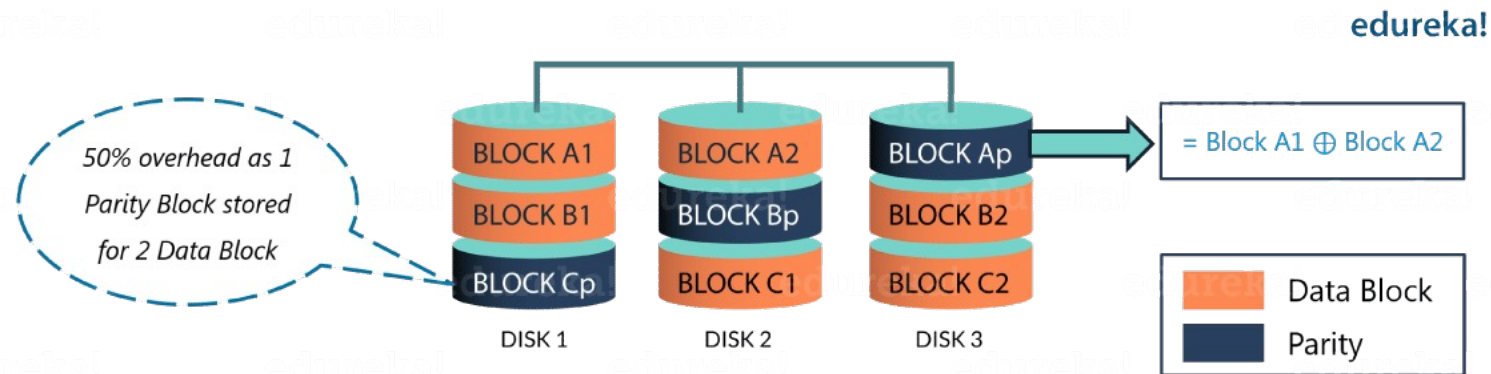 edureka!
50% overhead as 1
Parity Block stored
for 2 Data Block
BLOCK A1
BLOCK A2
BLOCK Ap
= Block A1 ⊕ Block A2
BLOCK B1
BLOCK Bp
BLOCK B2
BLOCK Cp
BLOCK C1
BLOCK C2
DISK 1
DISK 2
DISK 3
Data Block
Parity